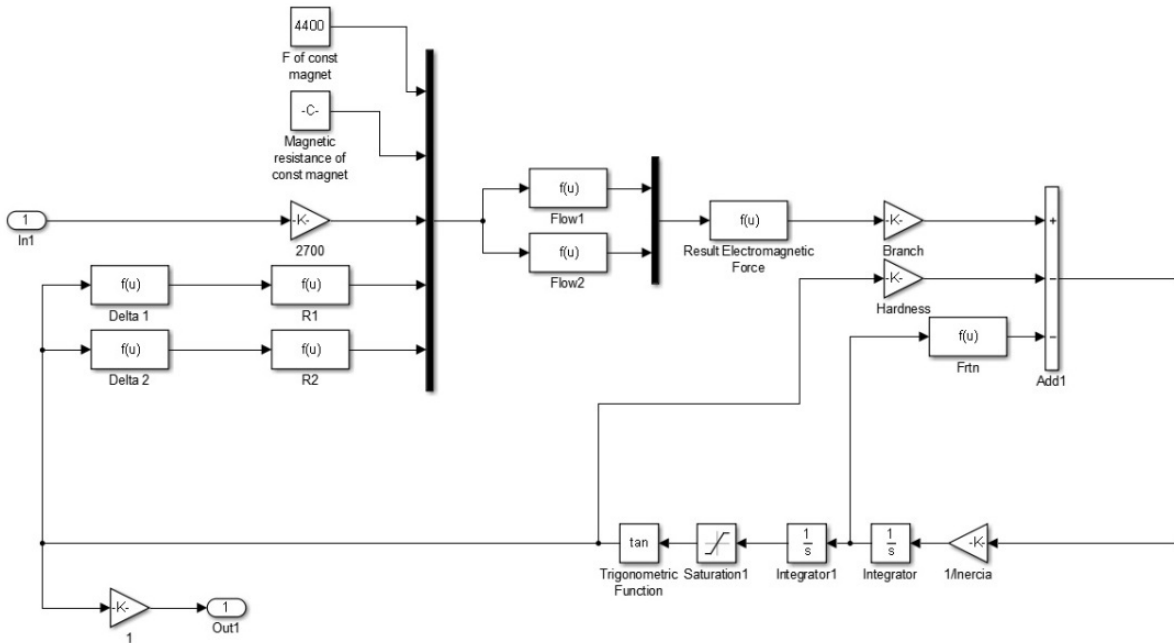 4400
F of const
magnet
-C-
Magnetic
resistance of
const magnet
1
In1
-K-
2700
f(u)
Delta 1
f(u)
R1
f(u)
Delta 2
f(u)
R2
f(u)
Flow1
f(u)
Flow2
f(u)
Result Electromagnetic
Force
-K-
Branch
-K-
Hardness
f(u)
Frtn
+
−
−
Add1
tan
Trigonometric
Function
Saturation1
1
s
Integrator1
1
s
Integrator
-K-
1/Inercia
-K-
1
1
Out1